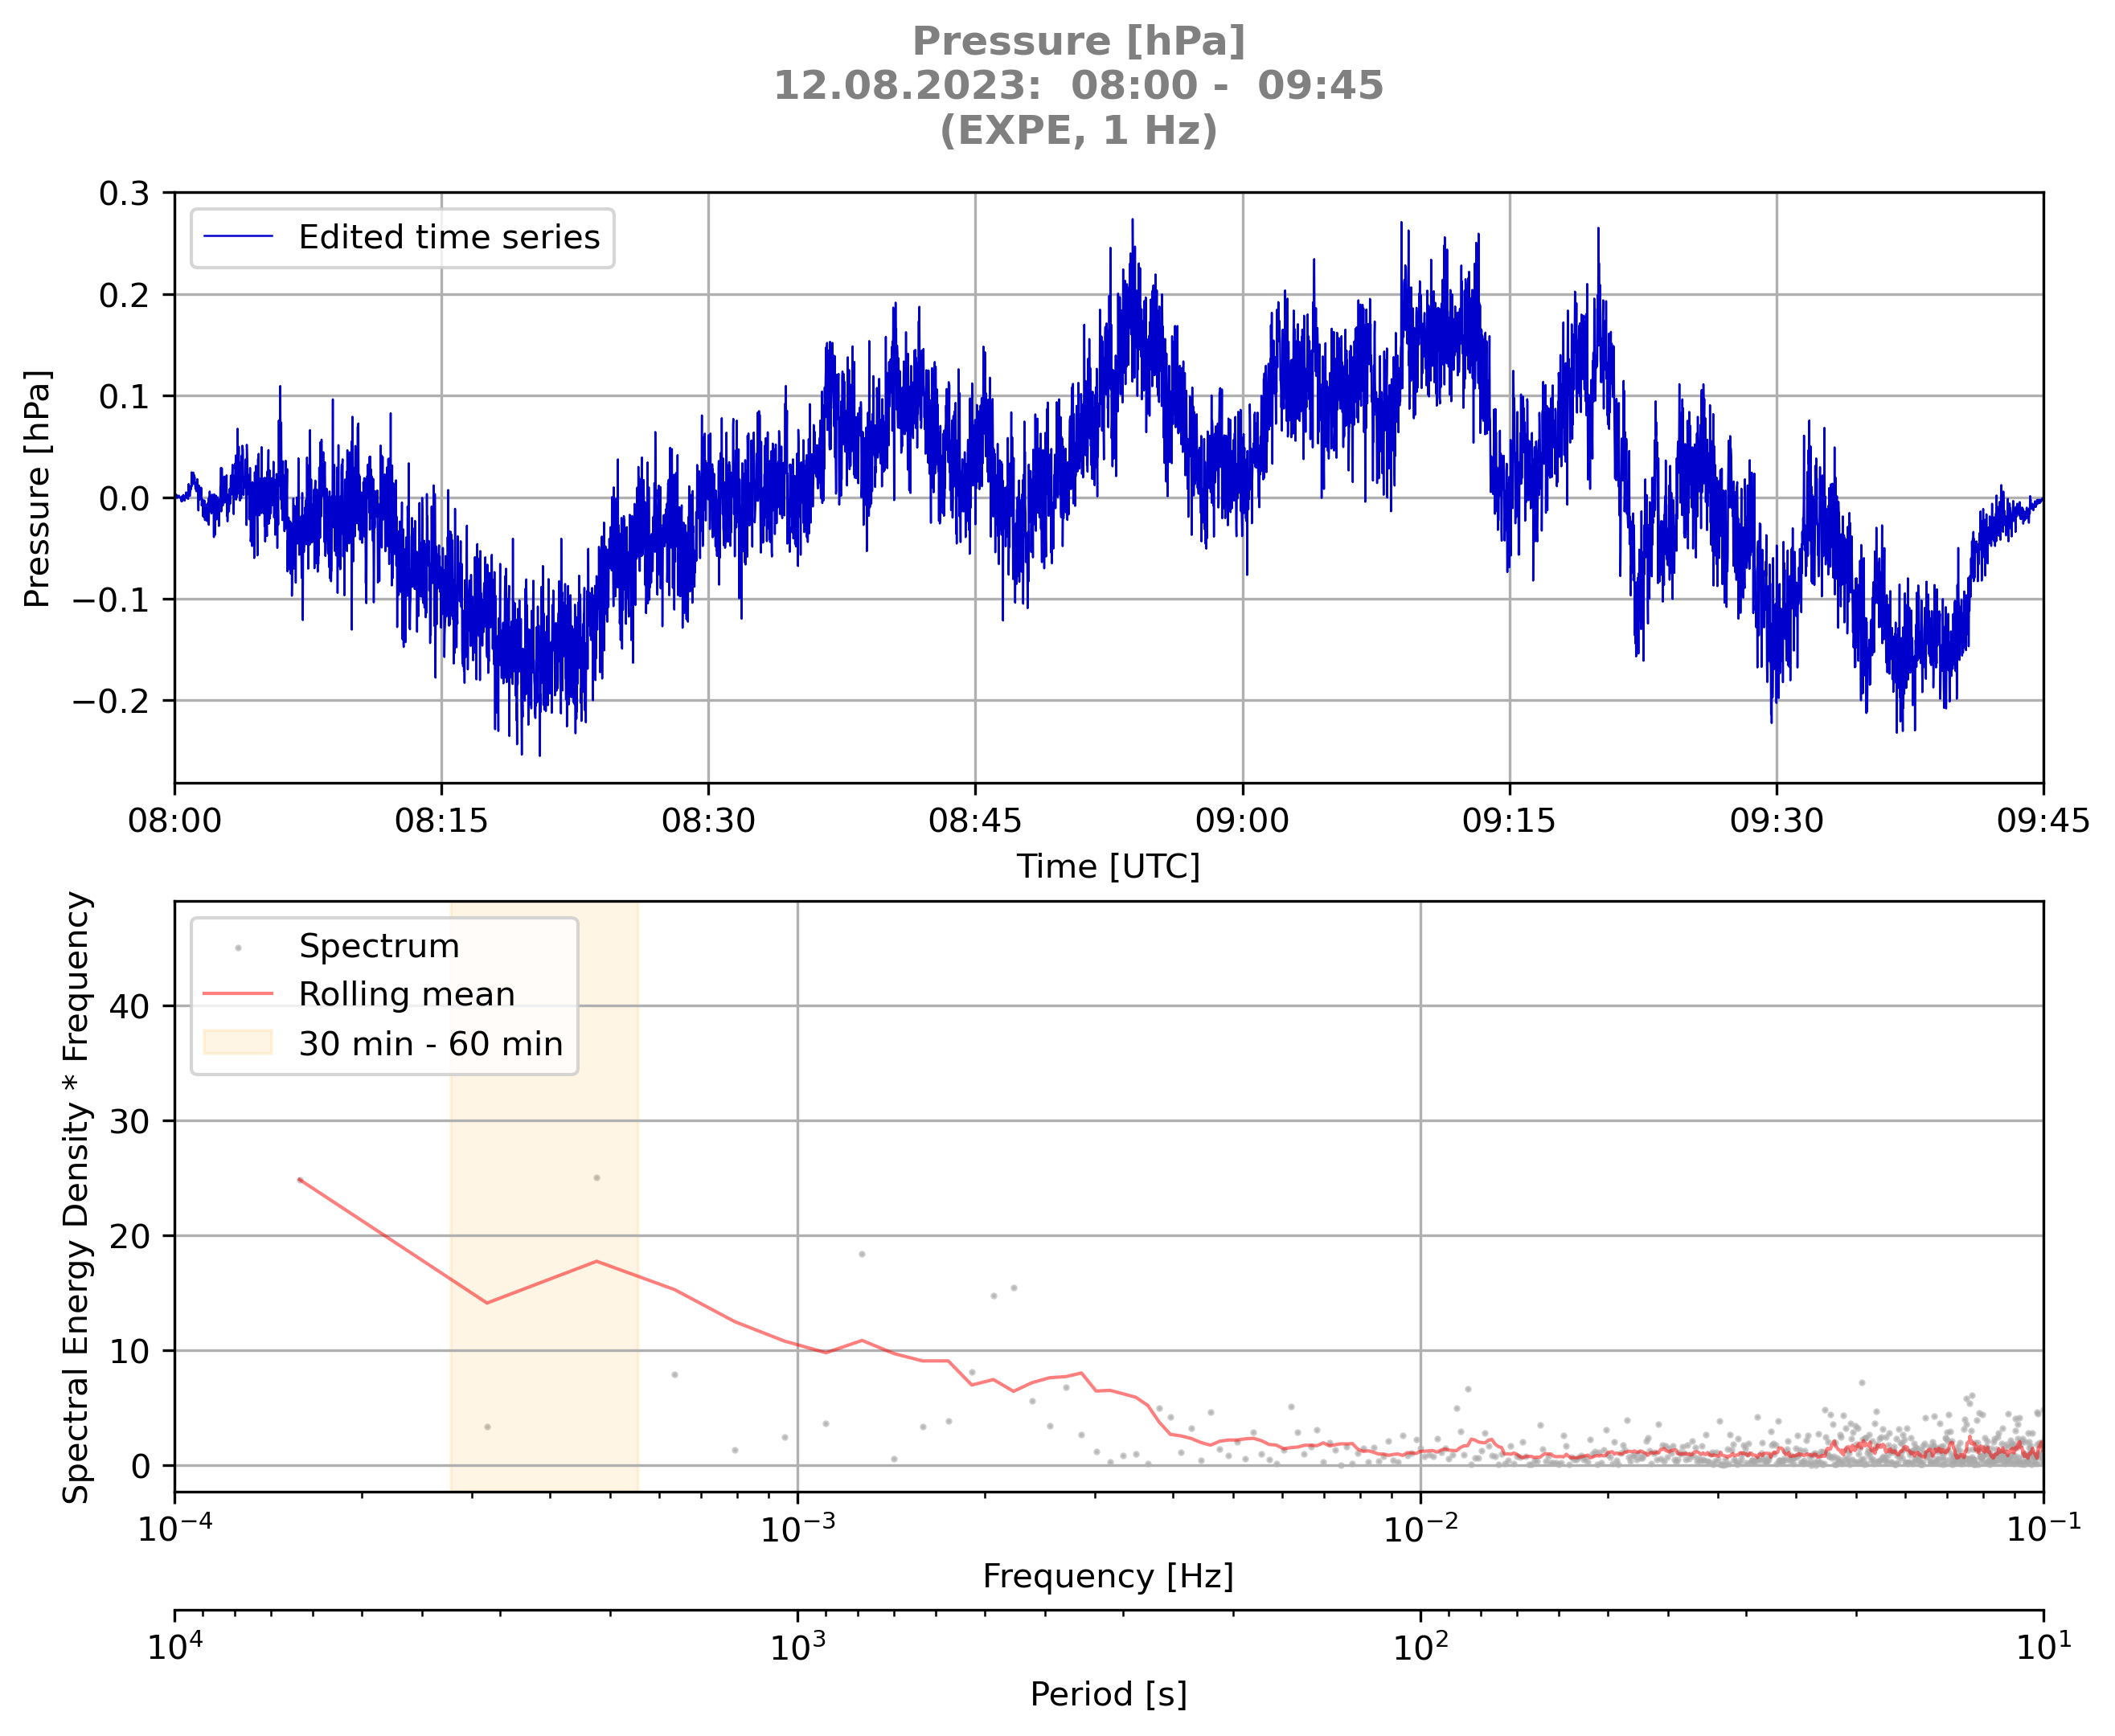 Pressure [hPa]
12.08.2023:  08:00 -  09:45
(EXPE, 1 Hz)
Edited time series
Pressure [hPa]
0.3
0.2
0.1
0.0
−0.1
−0.2
08:00 08:15 08:30 08:45 09:00 09:15 09:30 09:45
Time [UTC]
Spectrum
Rolling mean
30 min - 60 min
Spectral Energy Density * Frequency
40
30
20
10
0
10⁻⁴ 10⁻³ 10⁻² 10⁻¹
Frequency [Hz]
10⁴ 10³ 10² 10¹
Period [s]